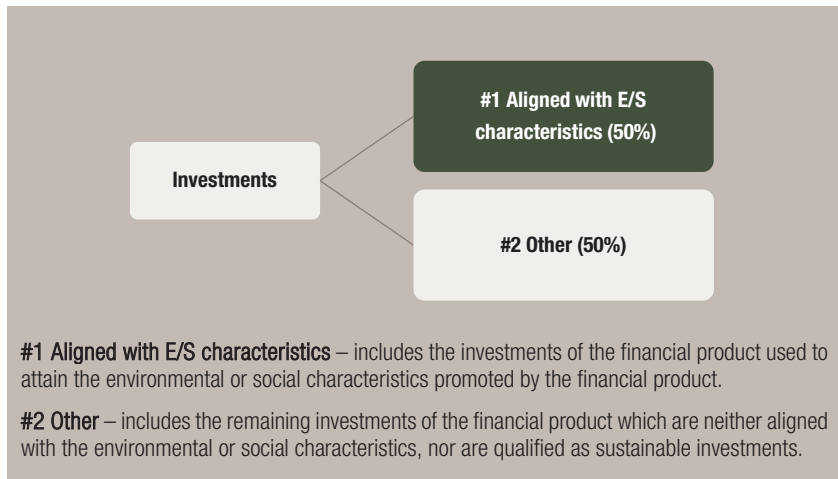 #1 Aligned with E/S
characteristics (50%)
Investments
#2 Other (50%)
#1 Aligned with E/S characteristics – includes the investments of the financial product used to
attain the environmental or social characteristics promoted by the financial product.
#2 Other – includes the remaining investments of the financial product which are neither aligned
with the environmental or social characteristics, nor are qualified as sustainable investments.